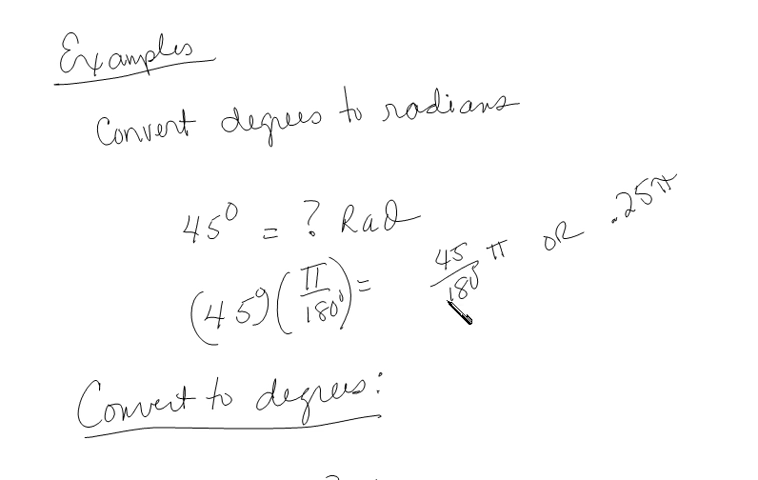 Examples
Convert degrees to radians
45° = ? Rad
(45°)(π/180°) = 45/180° π OR .25π
Convert to degrees: